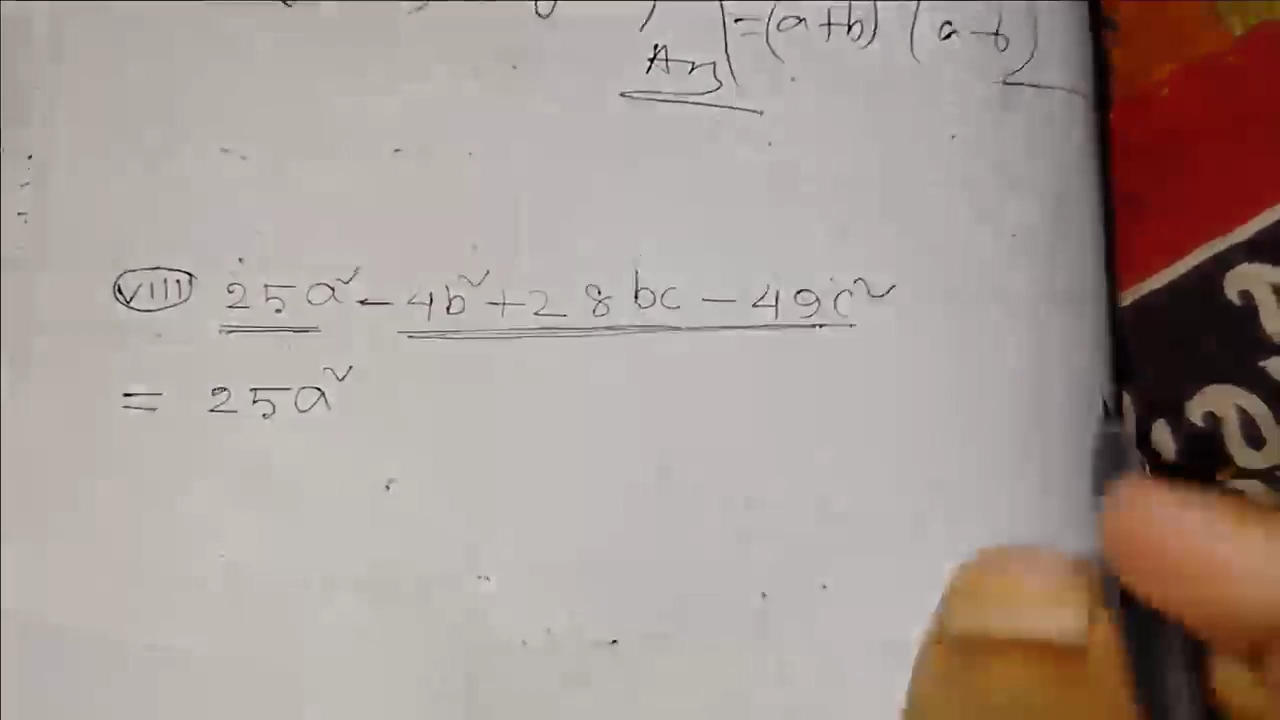 =(a+b) (a-b)
Ans
(VIII) 25a² - 4b² + 28bc - 49c²
= 25a²